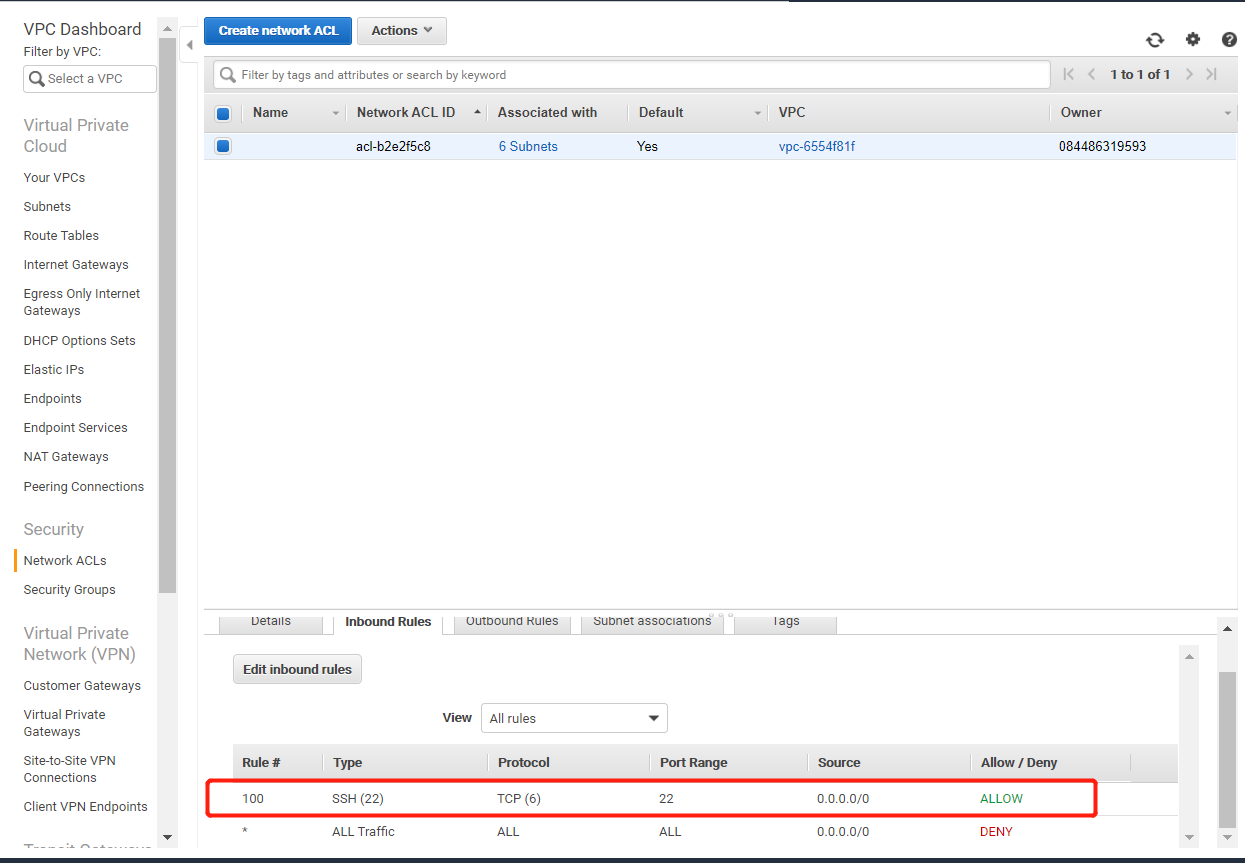 VPC Dashboard
Filter by VPC:
Select a VPC
Virtual Private
Cloud
Your VPCs
Subnets
Route Tables
Internet Gateways
Egress Only Internet
Gateways
DHCP Options Sets
Elastic IPs
Endpoints
Endpoint Services
NAT Gateways
Peering Connections
Security
Network ACLs
Security Groups
Virtual Private
Network (VPN)
Customer Gateways
Virtual Private
Gateways
Site-to-Site VPN
Connections
Client VPN Endpoints
Transit Gateways
Create network ACL Actions
Filter by tags and attributes or search by keyword 1 to 1 of 1
Name Network ACL ID Associated with Default VPC Owner
acl-b2e2f5c8 6 Subnets Yes vpc-6554f81f 084486319593
Details Inbound Rules Outbound Rules Subnet associations Tags
Edit inbound rules
View All rules
Rule # Type Protocol Port Range Source Allow / Deny
100 SSH (22) TCP (6) 22 0.0.0.0/0 ALLOW
* ALL Traffic ALL ALL 0.0.0.0/0 DENY